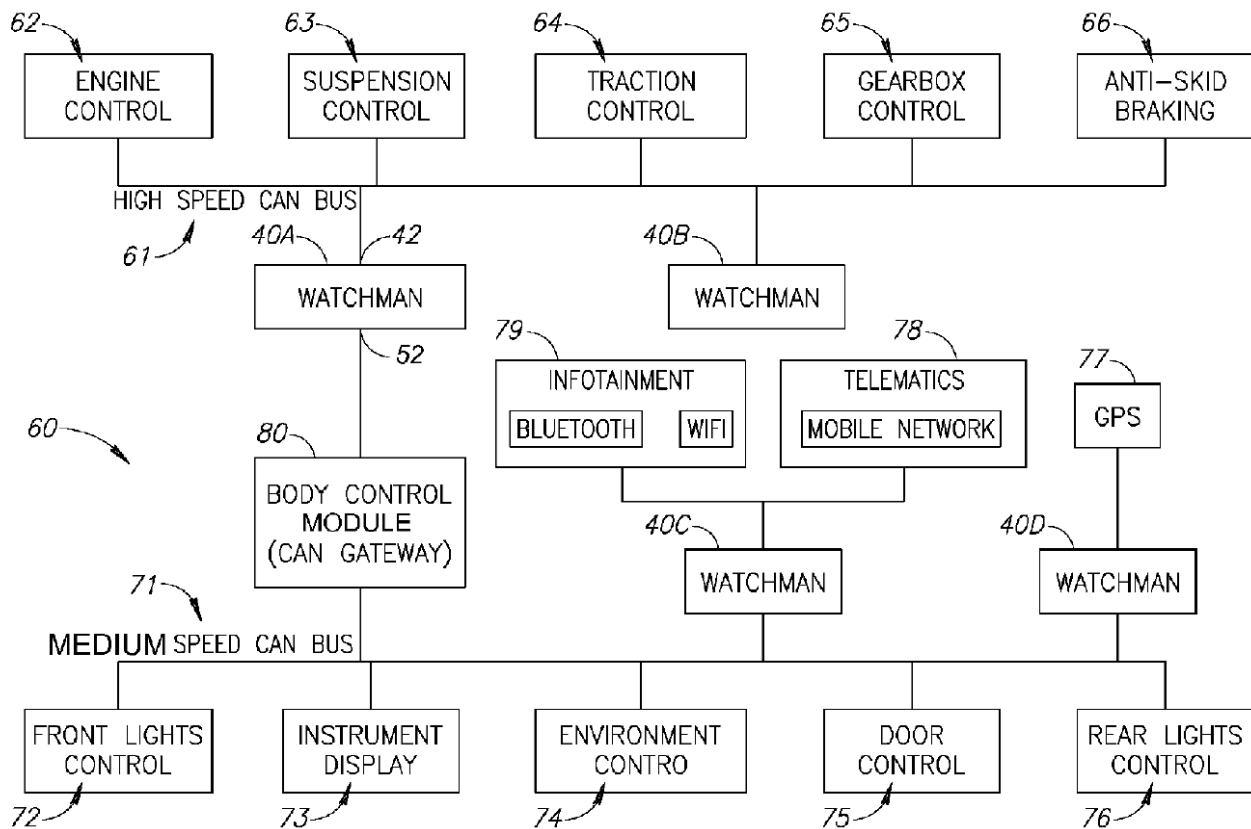 62
63
64
65
66
ENGINE
CONTROL
SUSPENSION
CONTROL
TRACTION
CONTROL
GEARBOX
CONTROL
ANTI-SKID
BRAKING
HIGH SPEED CAN BUS
61
40A
42
40B
WATCHMAN
WATCHMAN
52
79
78
77
INFOTAINMENT
BLUETOOTH
WIFI
TELEMATICS
MOBILE NETWORK
GPS
60
80
BODY CONTROL
MODULE
(CAN GATEWAY)
40C
40D
WATCHMAN
WATCHMAN
71
MEDIUM SPEED CAN BUS
FRONT LIGHTS
CONTROL
INSTRUMENT
DISPLAY
ENVIRONMENT
CONTRO
DOOR
CONTROL
REAR LIGHTS
CONTROL
72
73
74
75
76